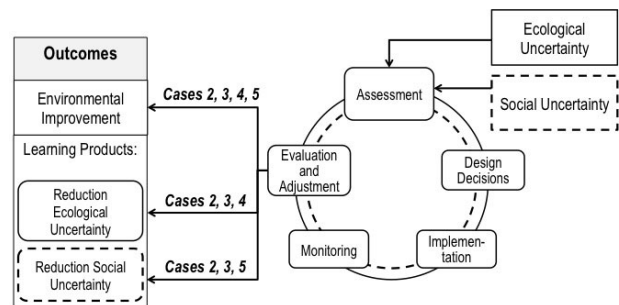 Outcomes
Environmental
Improvement
Learning Products:
Reduction
Ecological
Uncertainty
Reduction Social
Uncertainty
Cases 2, 3, 4, 5
Cases 2, 3, 4
Cases 2, 3, 5
Ecological
Uncertainty
Social Uncertainty
Assessment
Design
Decisions
Implemen-
tation
Monitoring
Evaluation
and
Adjustment